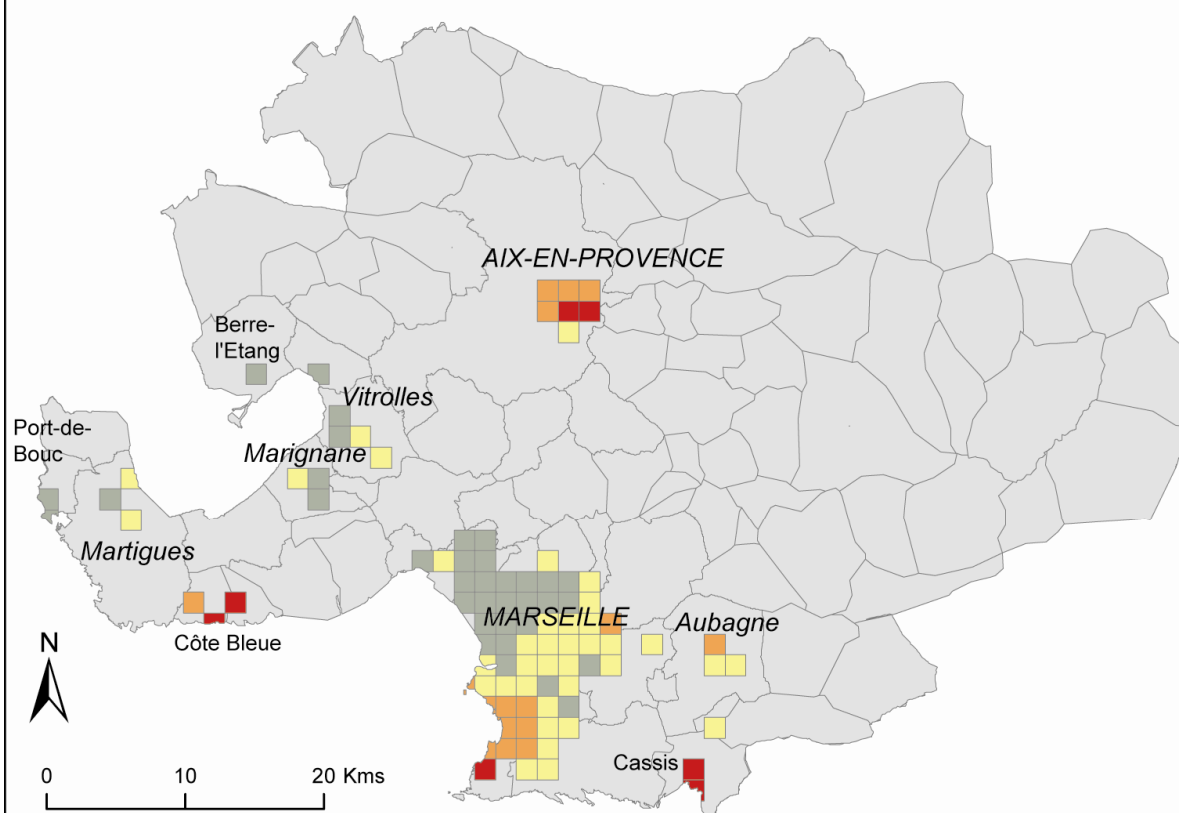 AIX-EN-PROVENCE
Berre-
l'Etang
Vitrolles
Port-de-
Bouc
Marignane
Martigues
MARSEILLE
Aubagne
Côte Bleue
N
Cassis
0 10 20 Kms